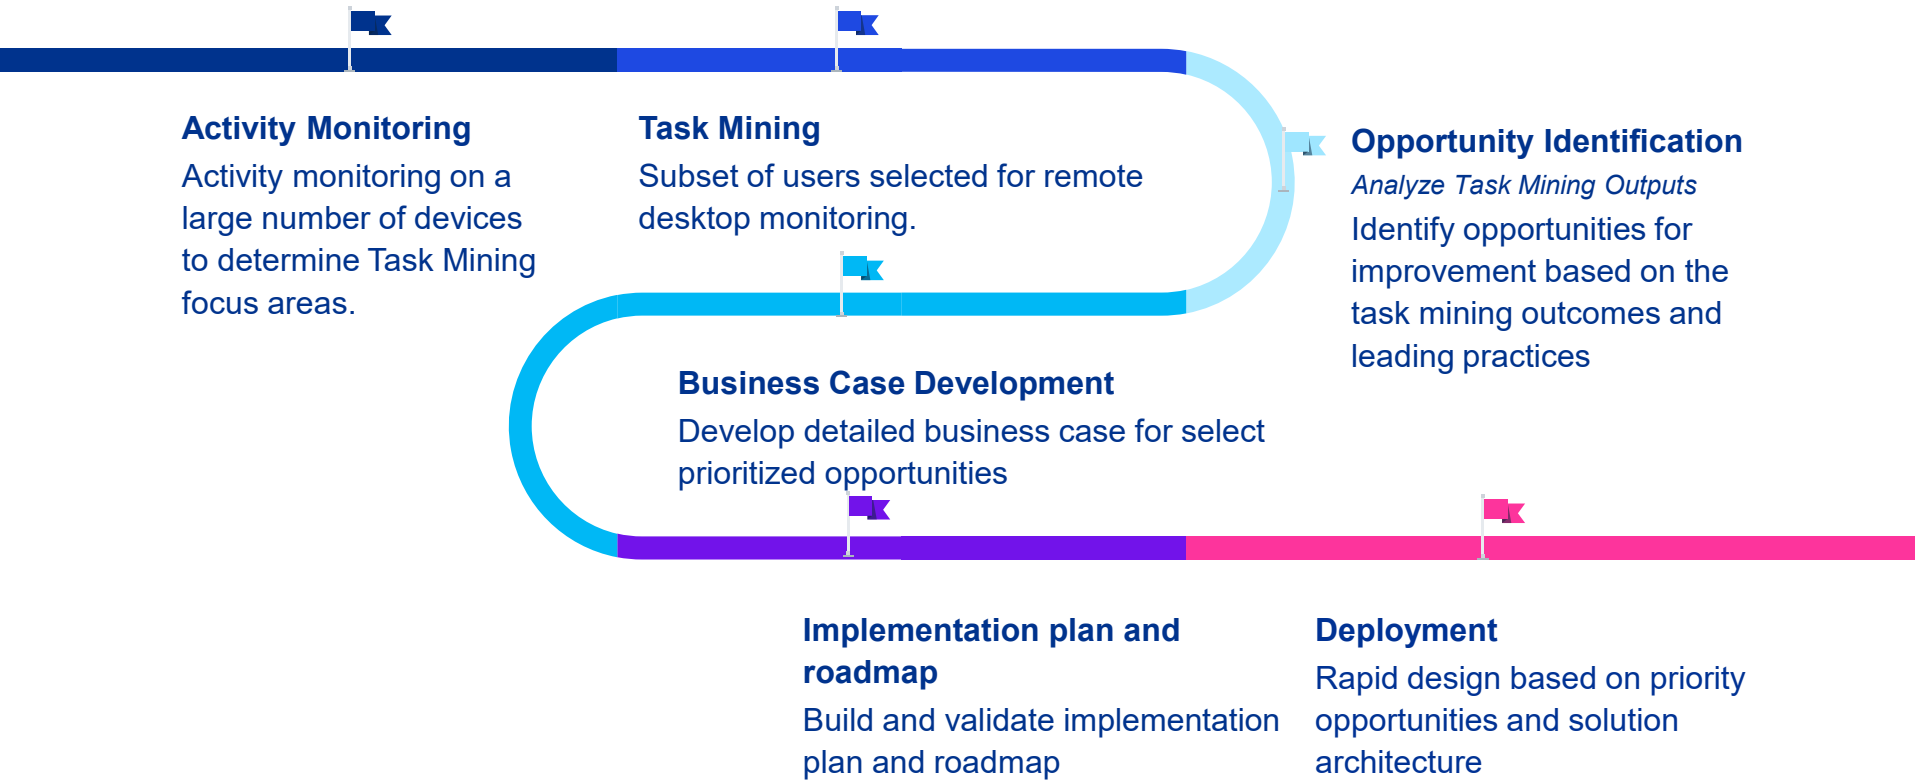 Activity Monitoring
Activity monitoring on a
large number of devices
to determine Task Mining
focus areas.
Task Mining
Subset of users selected for remote
desktop monitoring.
Opportunity Identification
Analyze Task Mining Outputs
Identify opportunities for
improvement based on the
task mining outcomes and
leading practices
Business Case Development
Develop detailed business case for select
prioritized opportunities
Implementation plan and
roadmap
Build and validate implementation
plan and roadmap
Deployment
Rapid design based on priority
opportunities and solution
architecture